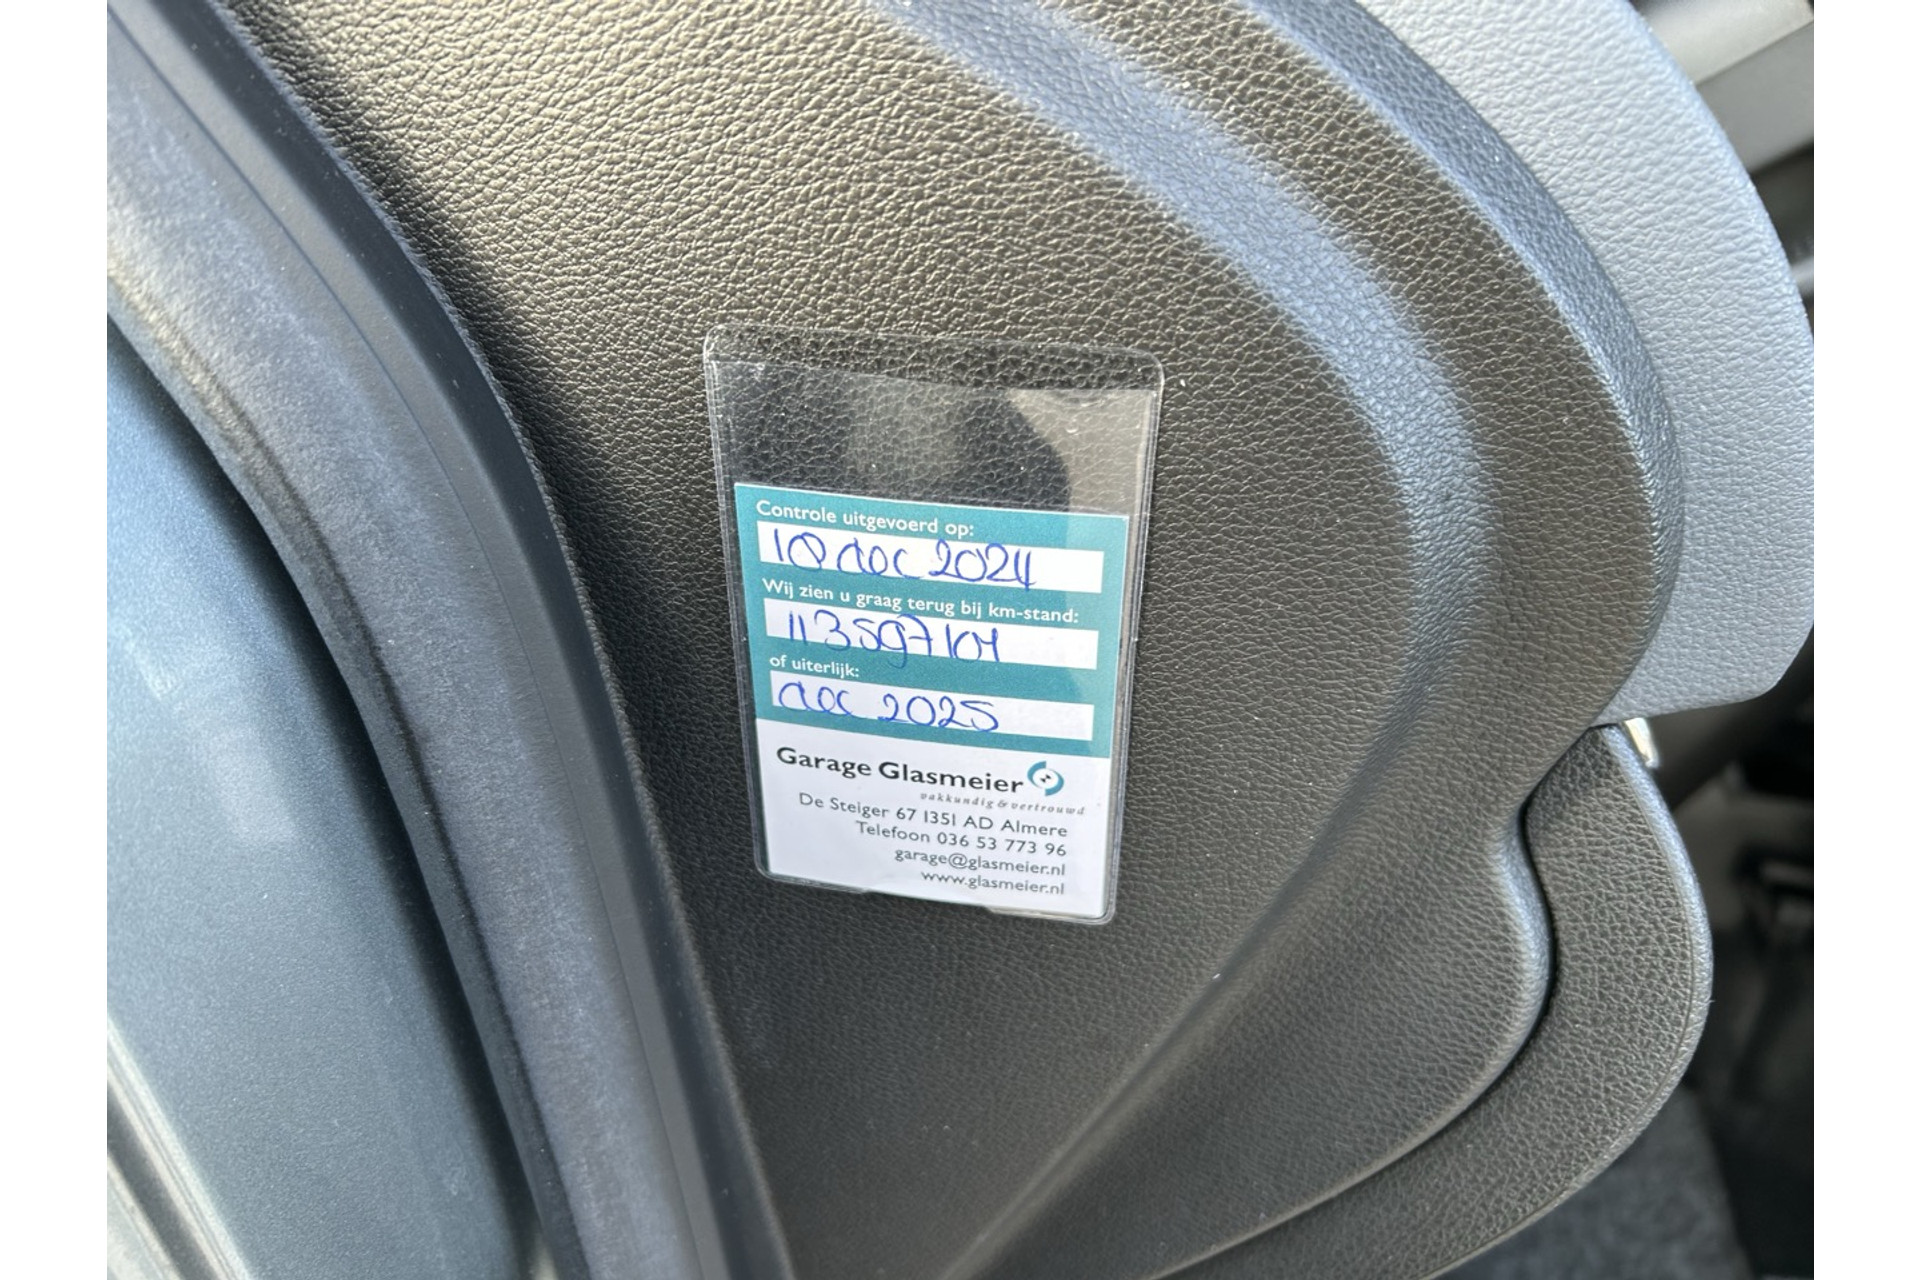 Controle uitgevoerd op:
10 dec 2024
Wij zien u graag terug bij km-stand:
of uiterlijk:
dec 2025
Garage Glasmeier
vakkundig & vertrouwd
De Steiger 67 1351 AD Almere
Telefoon 036 53 773 96
garage@glasmeier.nl
www.glasmeier.nl